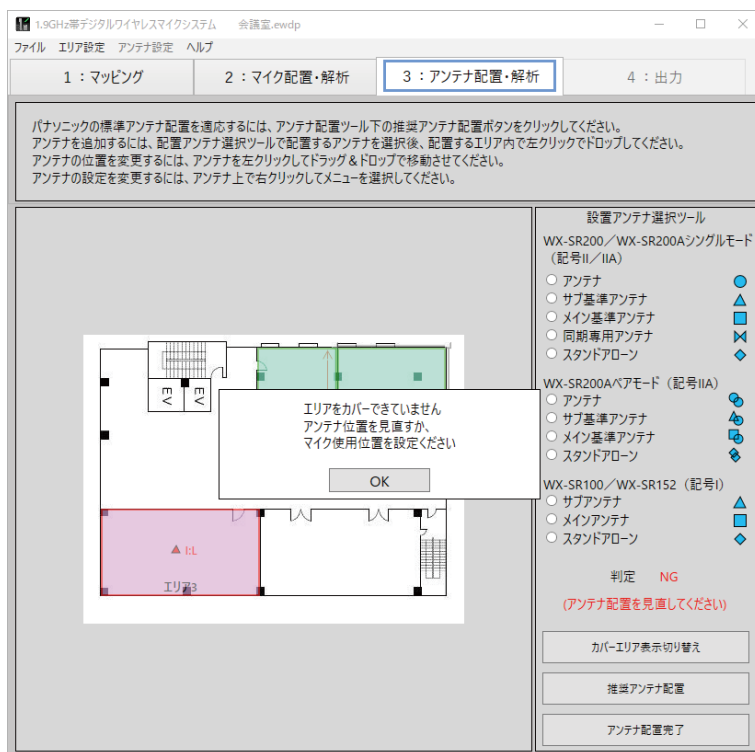 1.9GHz帯デジタルワイヤレスマイクシステム 会議室.ewdp
ファイル エリア設定 アンテナ設定 ヘルプ
1：マッピング 2：マイク配置・解析 3：アンテナ配置・解析 4：出力
パナソニックの標準アンテナ配置を適応するには、アンテナ配置ツール下の推奨アンテナ配置ボタンをクリックしてください。
アンテナを追加するには、配置アンテナ選択ツールで配置するアンテナを選択後、配置するエリア内で左クリックでドロップしてください。
アンテナの位置を変更するには、アンテナを左クリックしてドラッグ＆ドロップで移動させてください。
アンテナの設定を変更するには、アンテナ上で右クリックしてメニューを選択してください。
EV EV
エリアをカバーできていません
アンテナ位置を見直すか、
マイク使用位置を設定ください
OK
I:L
エリア3
設置アンテナ選択ツール
WX-SR200／WX-SR200Aシングルモード
（記号II／IIA）
アンテナ
サブ基準アンテナ
メイン基準アンテナ
同期専用アンテナ
スタンドアローン
WX-SR200Aペアモード（記号IIA）
アンテナ
サブ基準アンテナ
メイン基準アンテナ
スタンドアローン
WX-SR100／WX-SR152（記号I）
サブアンテナ
メインアンテナ
スタンドアローン
判定 NG
(アンテナ配置を見直してください)
カバーエリア表示切り替え
推奨アンテナ配置
アンテナ配置完了